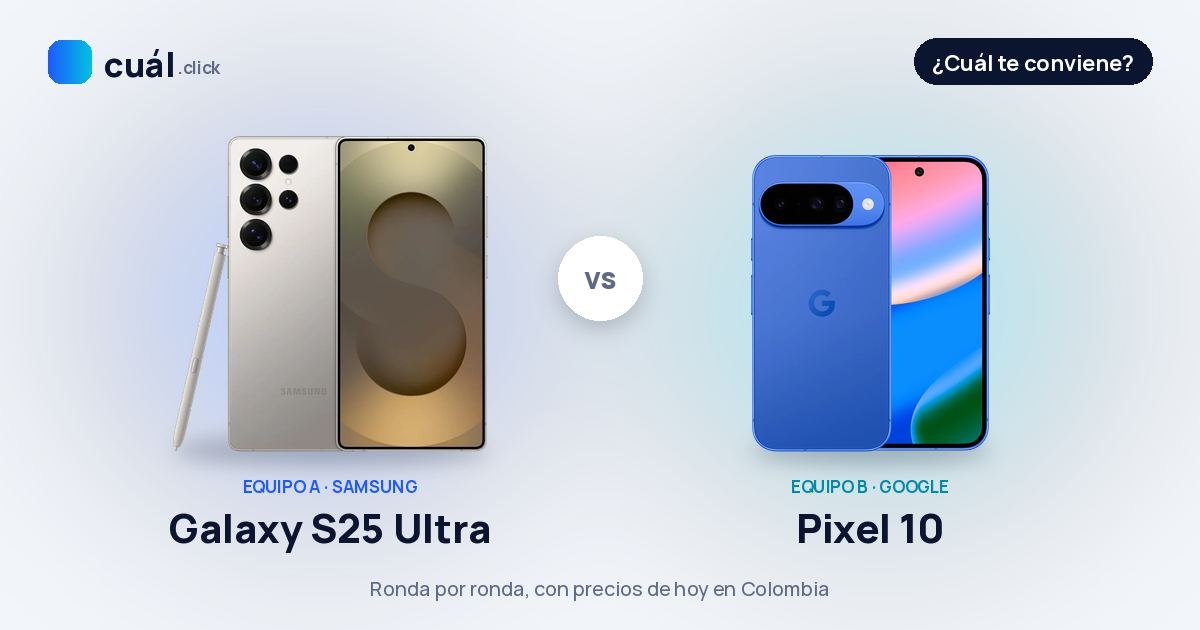 cuál.click
¿Cuál te conviene?
SAMSUNG
VS
G
EQUIPO A · SAMSUNG
Galaxy S25 Ultra
EQUIPO B · GOOGLE
Pixel 10
Ronda por ronda, con precios de hoy en Colombia